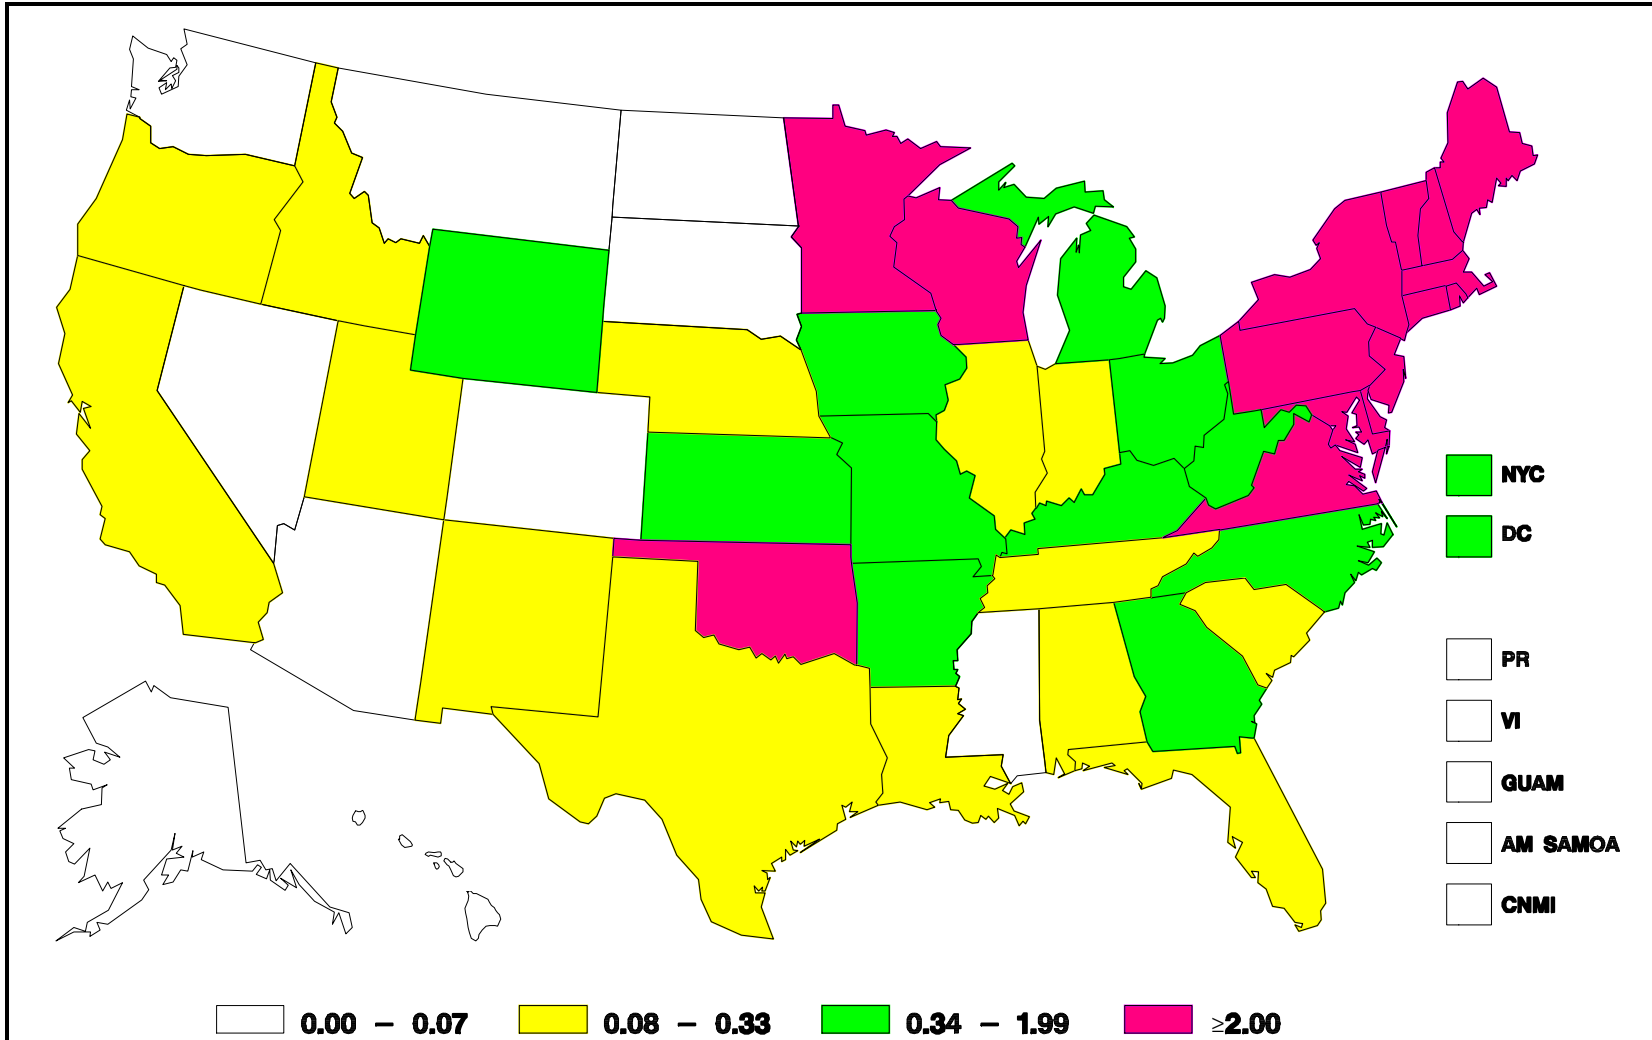 NYC
DC
PR
VI
GUAM
AM SAMOA
CNMI
0.00 – 0.07 0.08 – 0.33 0.34 – 1.99 ≥2.00